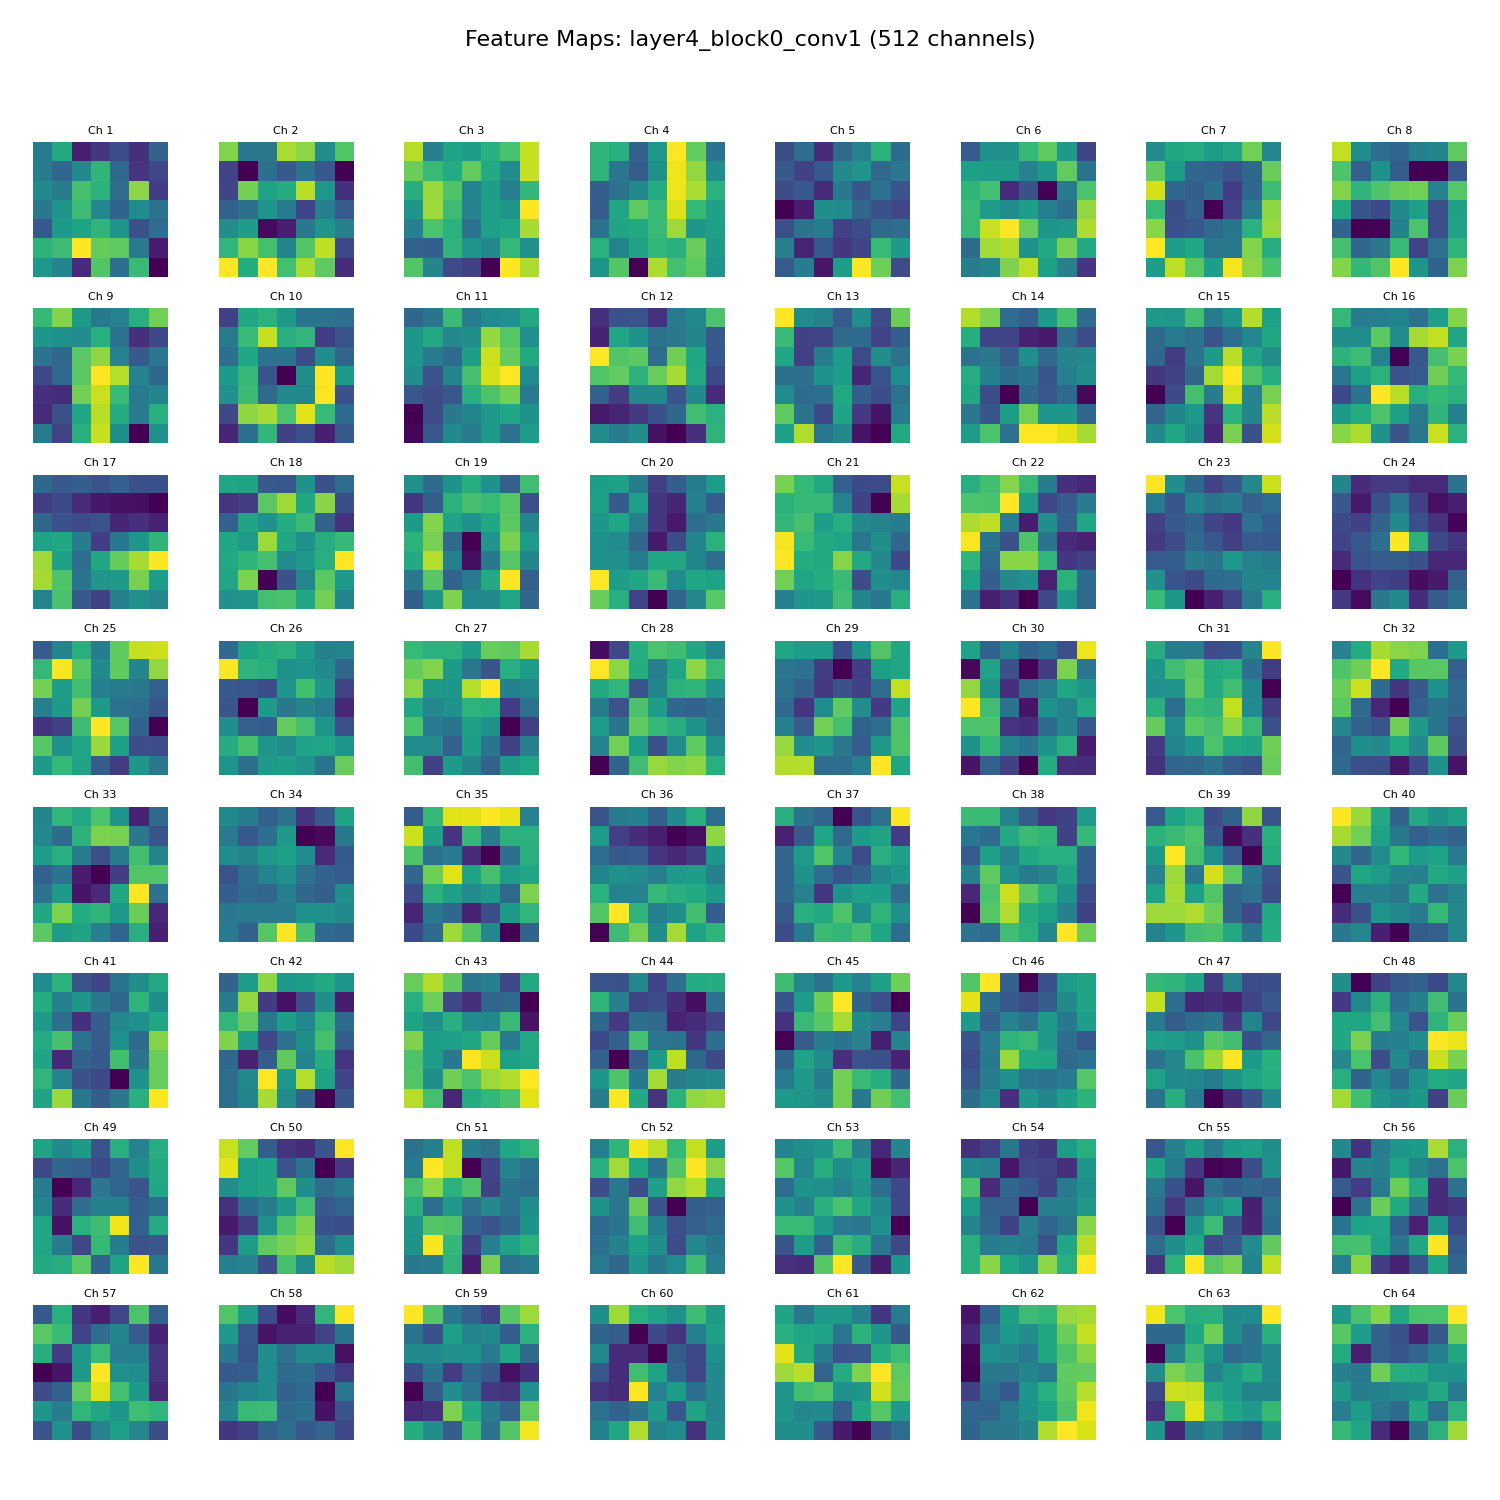 Feature Maps: layer4_block0_conv1 (512 channels)
Ch 1 Ch 2 Ch 3 Ch 4 Ch 5 Ch 6 Ch 7 Ch 8
Ch 9 Ch 10 Ch 11 Ch 12 Ch 13 Ch 14 Ch 15 Ch 16
Ch 17 Ch 18 Ch 19 Ch 20 Ch 21 Ch 22 Ch 23 Ch 24
Ch 25 Ch 26 Ch 27 Ch 28 Ch 29 Ch 30 Ch 31 Ch 32
Ch 33 Ch 34 Ch 35 Ch 36 Ch 37 Ch 38 Ch 39 Ch 40
Ch 41 Ch 42 Ch 43 Ch 44 Ch 45 Ch 46 Ch 47 Ch 48
Ch 49 Ch 50 Ch 51 Ch 52 Ch 53 Ch 54 Ch 55 Ch 56
Ch 57 Ch 58 Ch 59 Ch 60 Ch 61 Ch 62 Ch 63 Ch 64